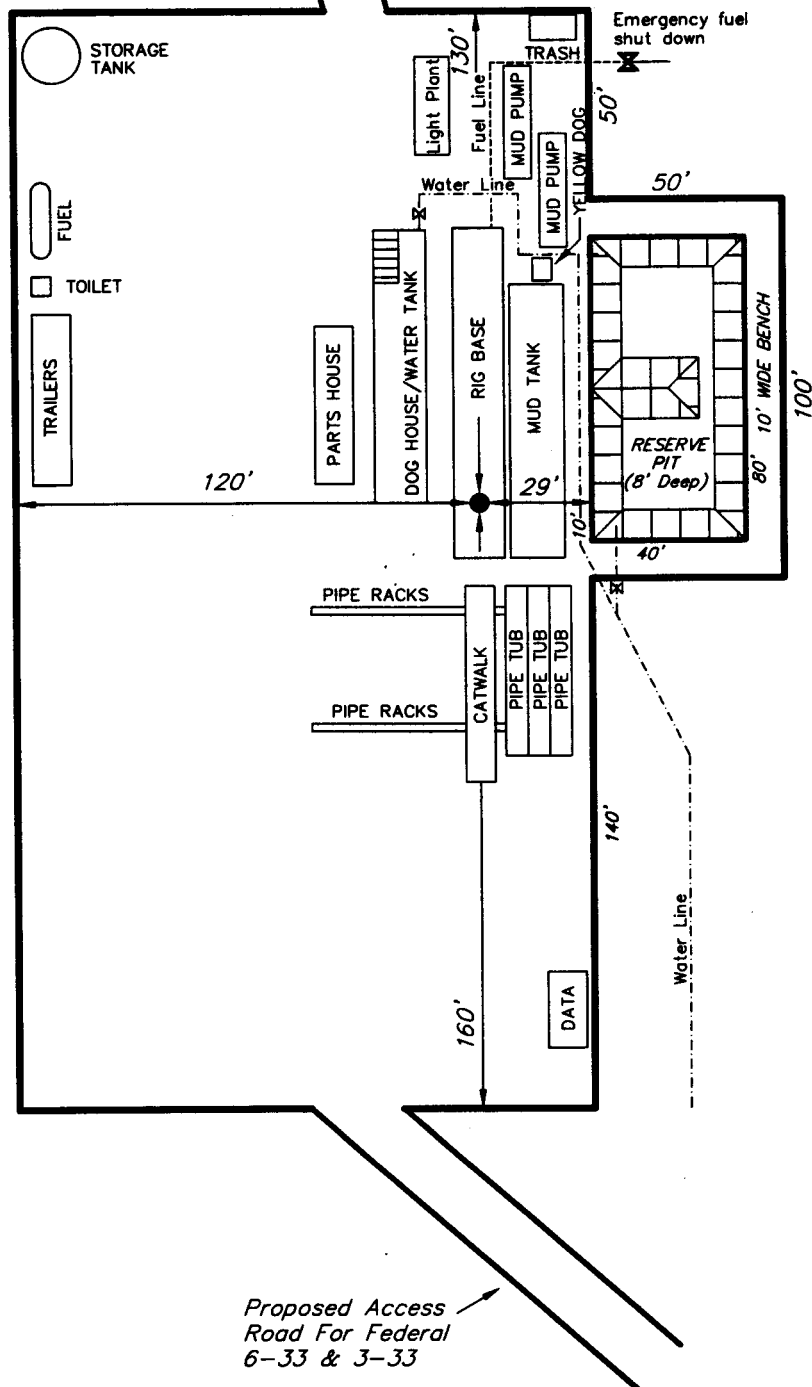 Emergency fuel
shut down
STORAGE
TANK
TRASH
130'
Light Plant
Fuel Line
MUD PUMP
MUD PUMP
YELLOW DOG
50'
50'
Water Line
FUEL
TOILET
TRAILERS
PARTS HOUSE
DOG HOUSE/WATER TANK
RIG BASE
MUD TANK
RESERVE
PIT
(8' Deep)
80'
10' WIDE BENCH
100'
120'
29'
10'
40'
PIPE RACKS
PIPE RACKS
CATWALK
PIPE TUB
PIPE TUB
PIPE TUB
140'
Water Line
160'
DATA
Proposed Access
Road For Federal
6-33 & 3-33